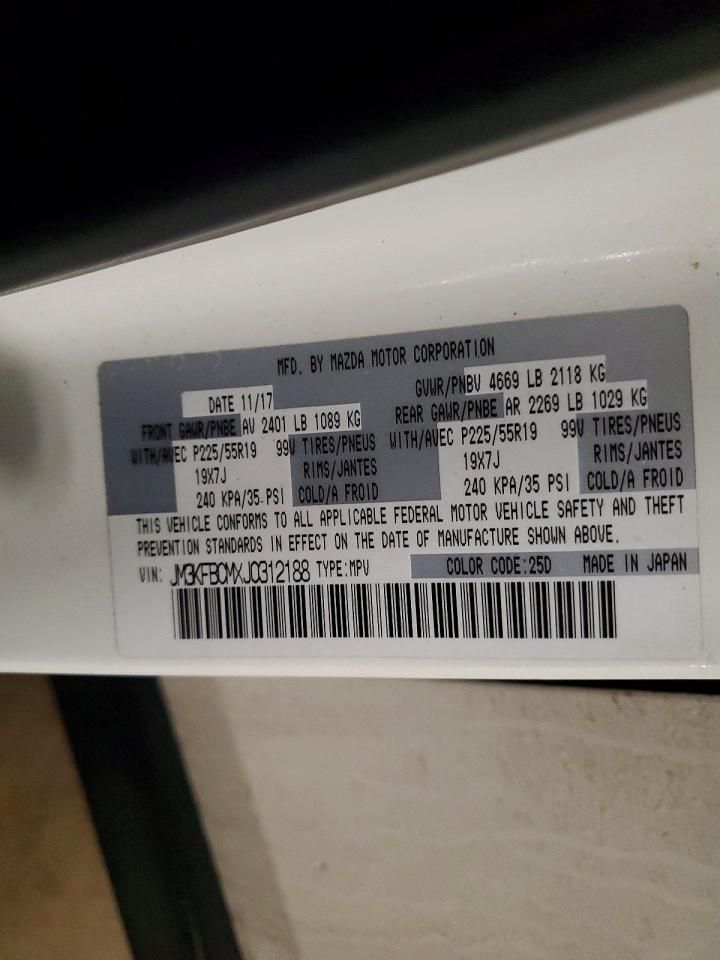 MFD. BY MAZDA MOTOR CORPORATION
DATE 11/17
GVWR/PNBV 4669 LB 2118 KG
FRONT GAWR/PNBE AV 2401 LB 1089 KG
REAR GAWR/PNBE AR 2269 LB 1029 KG
WITH/AVEC P225/55R19 99V TIRES/PNEUS
WITH/AVEC P225/55R19 99V TIRES/PNEUS
19X7J RIMS/JANTES
19X7J RIMS/JANTES
240 KPA/35 PSI COLD/A FROID
240 KPA/35 PSI COLD/A FROID
THIS VEHICLE CONFORMS TO ALL APPLICABLE FEDERAL MOTOR VEHICLE SAFETY AND THEFT
PREVENTION STANDARDS IN EFFECT ON THE DATE OF MANUFACTURE SHOWN ABOVE.
VIN: JM3KFBCMXJ0312188 TYPE:MPV
COLOR CODE:25D MADE IN JAPAN